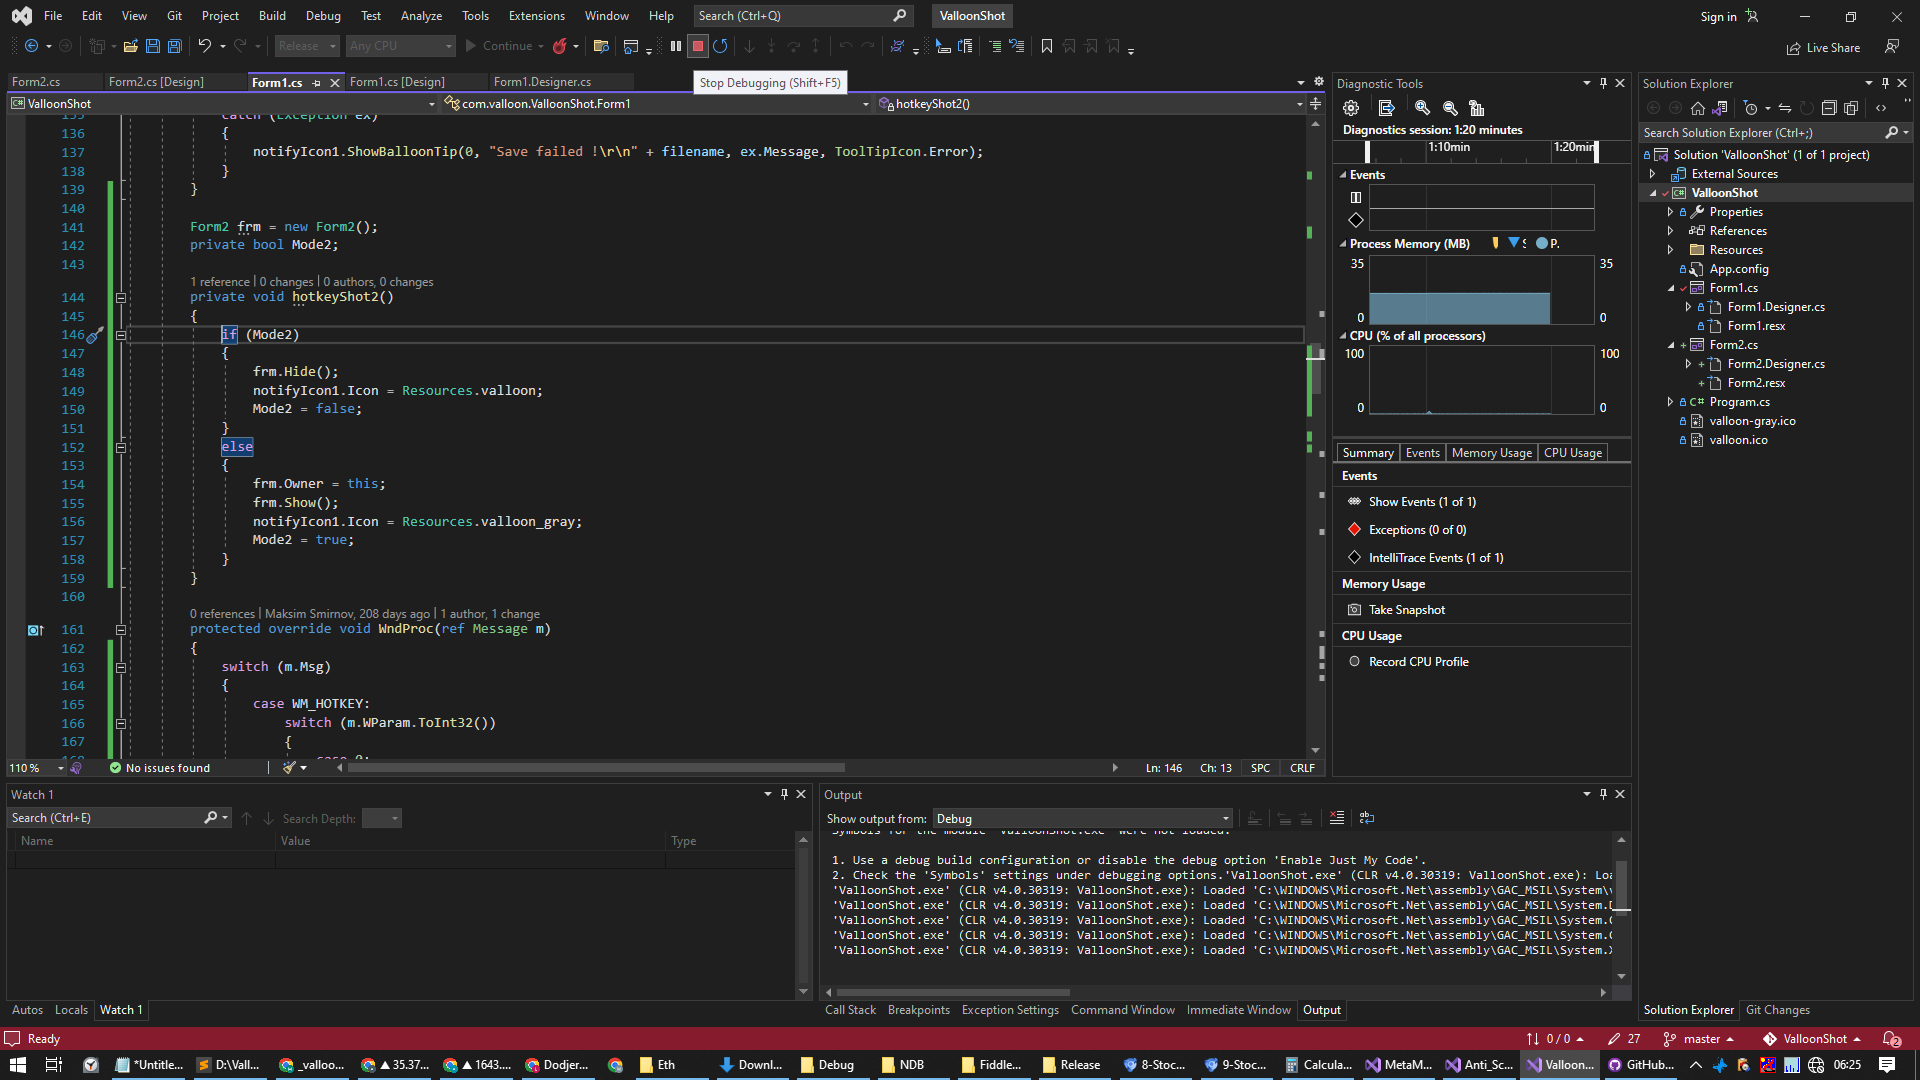 File Edit View Git Project Build Debug Test Analyze Tools Extensions Window Help Search (Ctrl+Q) ValloonShot Sign in
Release Any CPU Continue Live Share
Form2.cs Form2.cs [Design] Form1.cs Form1.cs [Design] Form1.Designer.cs
Stop Debugging (Shift+F5)
ValloonShot com.valloon.ValloonShot.Form1 hotkeyShot2()
135 catch (Exception ex)
136 {
137 notifyIcon1.ShowBalloonTip(0, "Save failed !\r\n" + filename, ex.Message, ToolTipIcon.Error);
138 }
139 }
140
141 Form2 frm = new Form2();
142 private bool Mode2;
143
1 reference | 0 changes | 0 authors, 0 changes
144 private void hotkeyShot2()
145 {
146 if (Mode2)
147 {
148 frm.Hide();
149 notifyIcon1.Icon = Resources.valloon;
150 Mode2 = false;
151 }
152 else
153 {
154 frm.Owner = this;
155 frm.Show();
156 notifyIcon1.Icon = Resources.valloon_gray;
157 Mode2 = true;
158 }
159 }
160
0 references | Maksim Smirnov, 208 days ago | 1 author, 1 change
161 protected override void WndProc(ref Message m)
162 {
163 switch (m.Msg)
164 {
165 case WM_HOTKEY:
166 switch (m.WParam.ToInt32())
167 {
168 case 0:
110 % No issues found Ln: 146 Ch: 13 SPC CRLF
Diagnostic Tools
Diagnostics session: 1:20 minutes
1:10min 1:20min
Events
Process Memory (MB) S P.
35 35
0 0
CPU (% of all processors)
100 100
0 0
Summary Events Memory Usage CPU Usage
Events
Show Events (1 of 1)
Exceptions (0 of 0)
IntelliTrace Events (1 of 1)
Memory Usage
Take Snapshot
CPU Usage
Record CPU Profile
Solution Explorer
Search Solution Explorer (Ctrl+;)
Solution 'ValloonShot' (1 of 1 project)
External Sources
ValloonShot
Properties
References
Resources
App.config
Form1.cs
Form1.Designer.cs
Form1.resx
Form2.cs
Form2.Designer.cs
Form2.resx
Program.cs
valloon-gray.ico
valloon.ico
Watch 1
Search (Ctrl+E) Search Depth:
Name Value Type
Autos Locals Watch 1
Output
Show output from: Debug
Symbols for the module 'ValloonShot.exe' were not loaded.
1. Use a debug build configuration or disable the debug option 'Enable Just My Code'.
2. Check the 'Symbols' settings under debugging options.'ValloonShot.exe' (CLR v4.0.30319: ValloonShot.exe): Loa
'ValloonShot.exe' (CLR v4.0.30319: ValloonShot.exe): Loaded 'C:\WINDOWS\Microsoft.Net\assembly\GAC_MSIL\System\v
'ValloonShot.exe' (CLR v4.0.30319: ValloonShot.exe): Loaded 'C:\WINDOWS\Microsoft.Net\assembly\GAC_MSIL\System.D
'ValloonShot.exe' (CLR v4.0.30319: ValloonShot.exe): Loaded 'C:\WINDOWS\Microsoft.Net\assembly\GAC_MSIL\System.C
'ValloonShot.exe' (CLR v4.0.30319: ValloonShot.exe): Loaded 'C:\WINDOWS\Microsoft.Net\assembly\GAC_MSIL\System.C
'ValloonShot.exe' (CLR v4.0.30319: ValloonShot.exe): Loaded 'C:\WINDOWS\Microsoft.Net\assembly\GAC_MSIL\System.X
Call Stack Breakpoints Exception Settings Command Window Immediate Window Output
Solution Explorer Git Changes
Ready 0 / 0 27 master ValloonShot 2
*Untitle... D:\Vall... _valloo... ▲ 35.37... ▲ 1643.... Dodjer... Eth Downl... Debug NDB Fiddle... Release 8-Stoc... 9-Stoc... Calcula... MetaM... Anti_Sc... Valloon... GitHub... 06:25